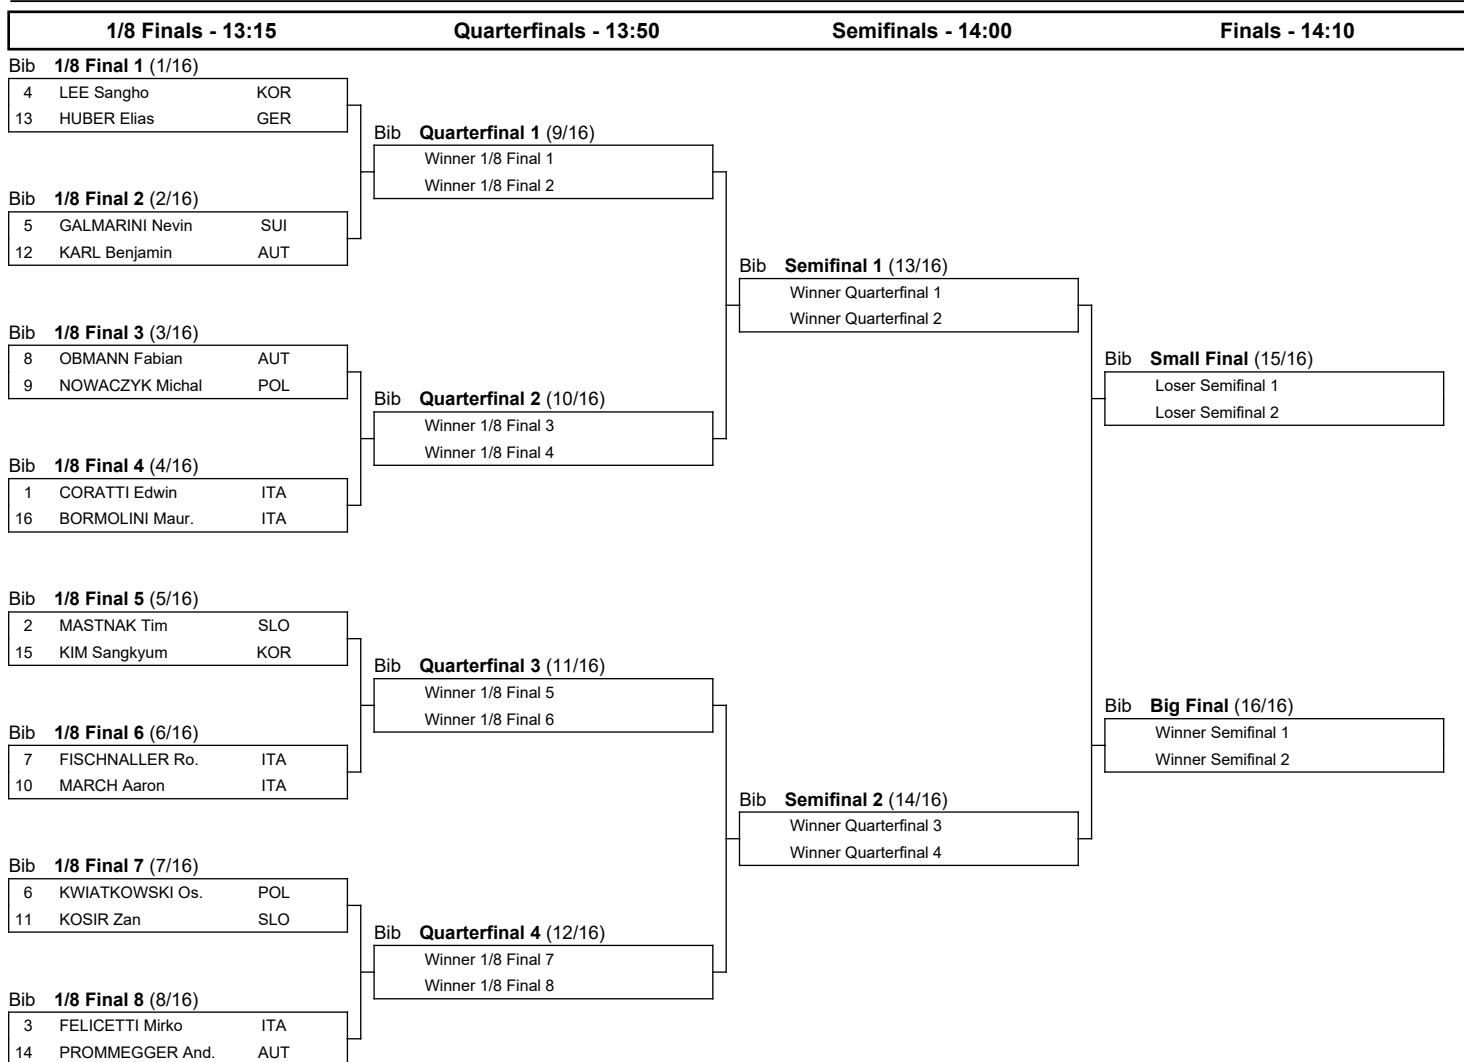 1/8 Finals - 13:15 Quarterfinals - 13:50 Semifinals - 14:00 Finals - 14:10
Bib 1/8 Final 1 (1/16)
4 LEE Sangho KOR
13 HUBER Elias GER
Bib 1/8 Final 2 (2/16)
5 GALMARINI Nevin SUI
12 KARL Benjamin AUT
Bib 1/8 Final 3 (3/16)
8 OBMANN Fabian AUT
9 NOWACZYK Michal POL
Bib 1/8 Final 4 (4/16)
1 CORATTI Edwin ITA
16 BORMOLINI Maur. ITA
Bib 1/8 Final 5 (5/16)
2 MASTNAK Tim SLO
15 KIM Sangkyum KOR
Bib 1/8 Final 6 (6/16)
7 FISCHNALLER Ro. ITA
10 MARCH Aaron ITA
Bib 1/8 Final 7 (7/16)
6 KWIATKOWSKI Os. POL
11 KOSIR Zan SLO
Bib 1/8 Final 8 (8/16)
3 FELICETTI Mirko ITA
14 PROMMEGGER And. AUT
Bib Quarterfinal 1 (9/16)
Winner 1/8 Final 1
Winner 1/8 Final 2
Bib Quarterfinal 2 (10/16)
Winner 1/8 Final 3
Winner 1/8 Final 4
Bib Quarterfinal 3 (11/16)
Winner 1/8 Final 5
Winner 1/8 Final 6
Bib Quarterfinal 4 (12/16)
Winner 1/8 Final 7
Winner 1/8 Final 8
Bib Semifinal 1 (13/16)
Winner Quarterfinal 1
Winner Quarterfinal 2
Bib Semifinal 2 (14/16)
Winner Quarterfinal 3
Winner Quarterfinal 4
Bib Small Final (15/16)
Loser Semifinal 1
Loser Semifinal 2
Bib Big Final (16/16)
Winner Semifinal 1
Winner Semifinal 2